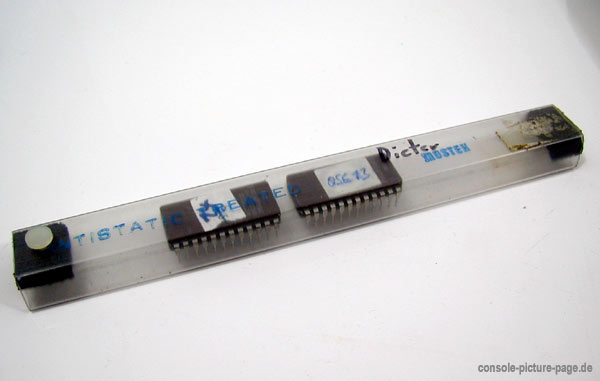 Dieter
MOSTEK
ANTISTATIC TREATED
console-picture-page.de